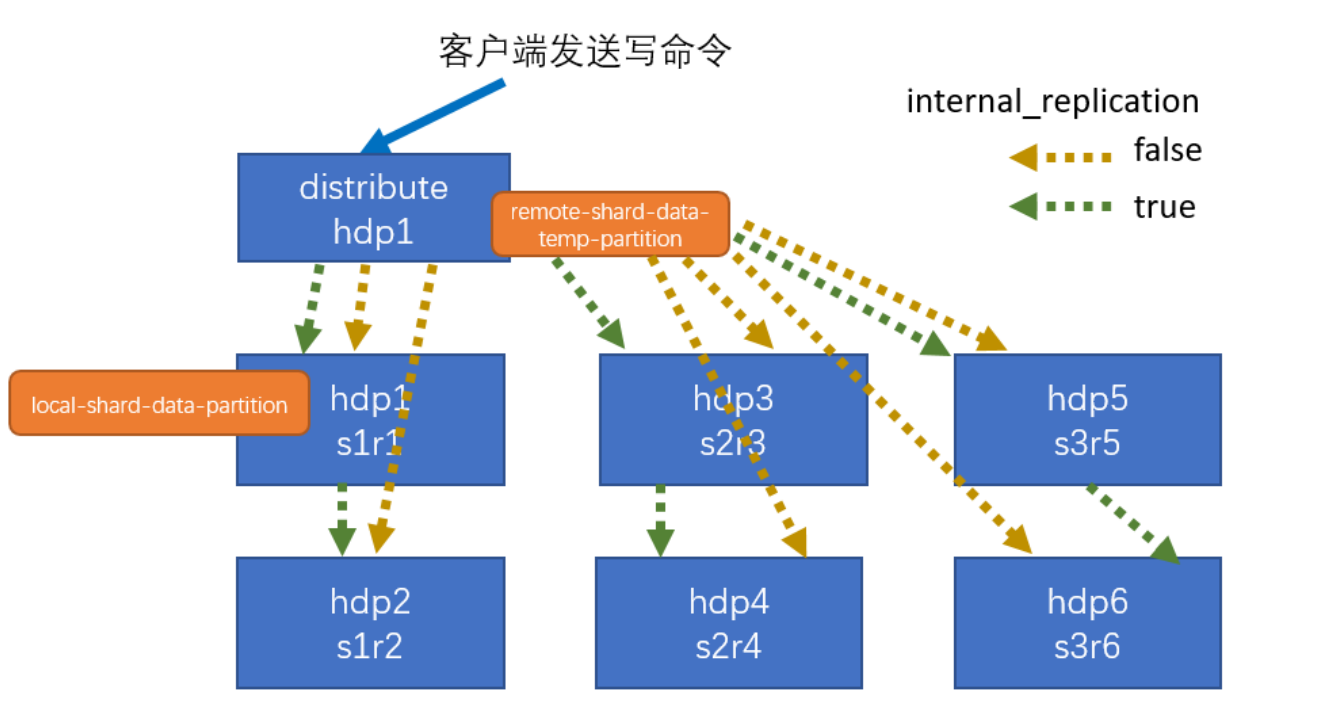 客户端发送写命令
internal_replication
false
true
distribute
hdp1
remote-shard-data-
temp-partition
local-shard-data-partition
hdp1
s1r1
hdp3
s2r3
hdp5
s3r5
hdp2
s1r2
hdp4
s2r4
hdp6
s3r6